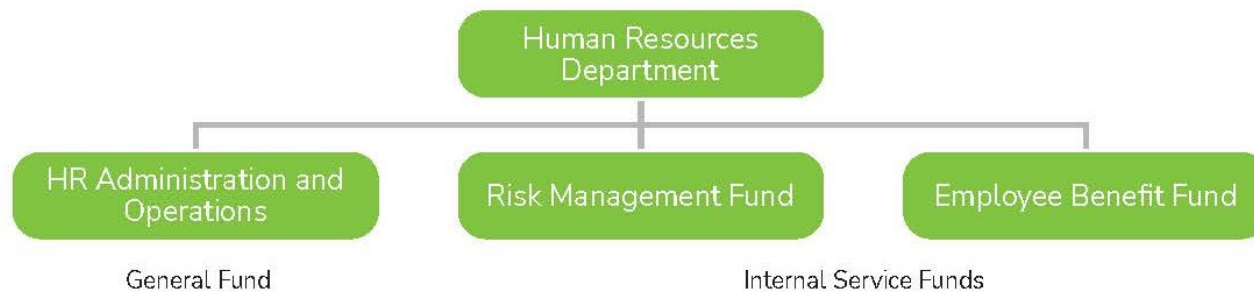 Human Resources
Department
HR Administration and
Operations
Risk Management Fund
Employee Benefit Fund
General Fund
Internal Service Funds